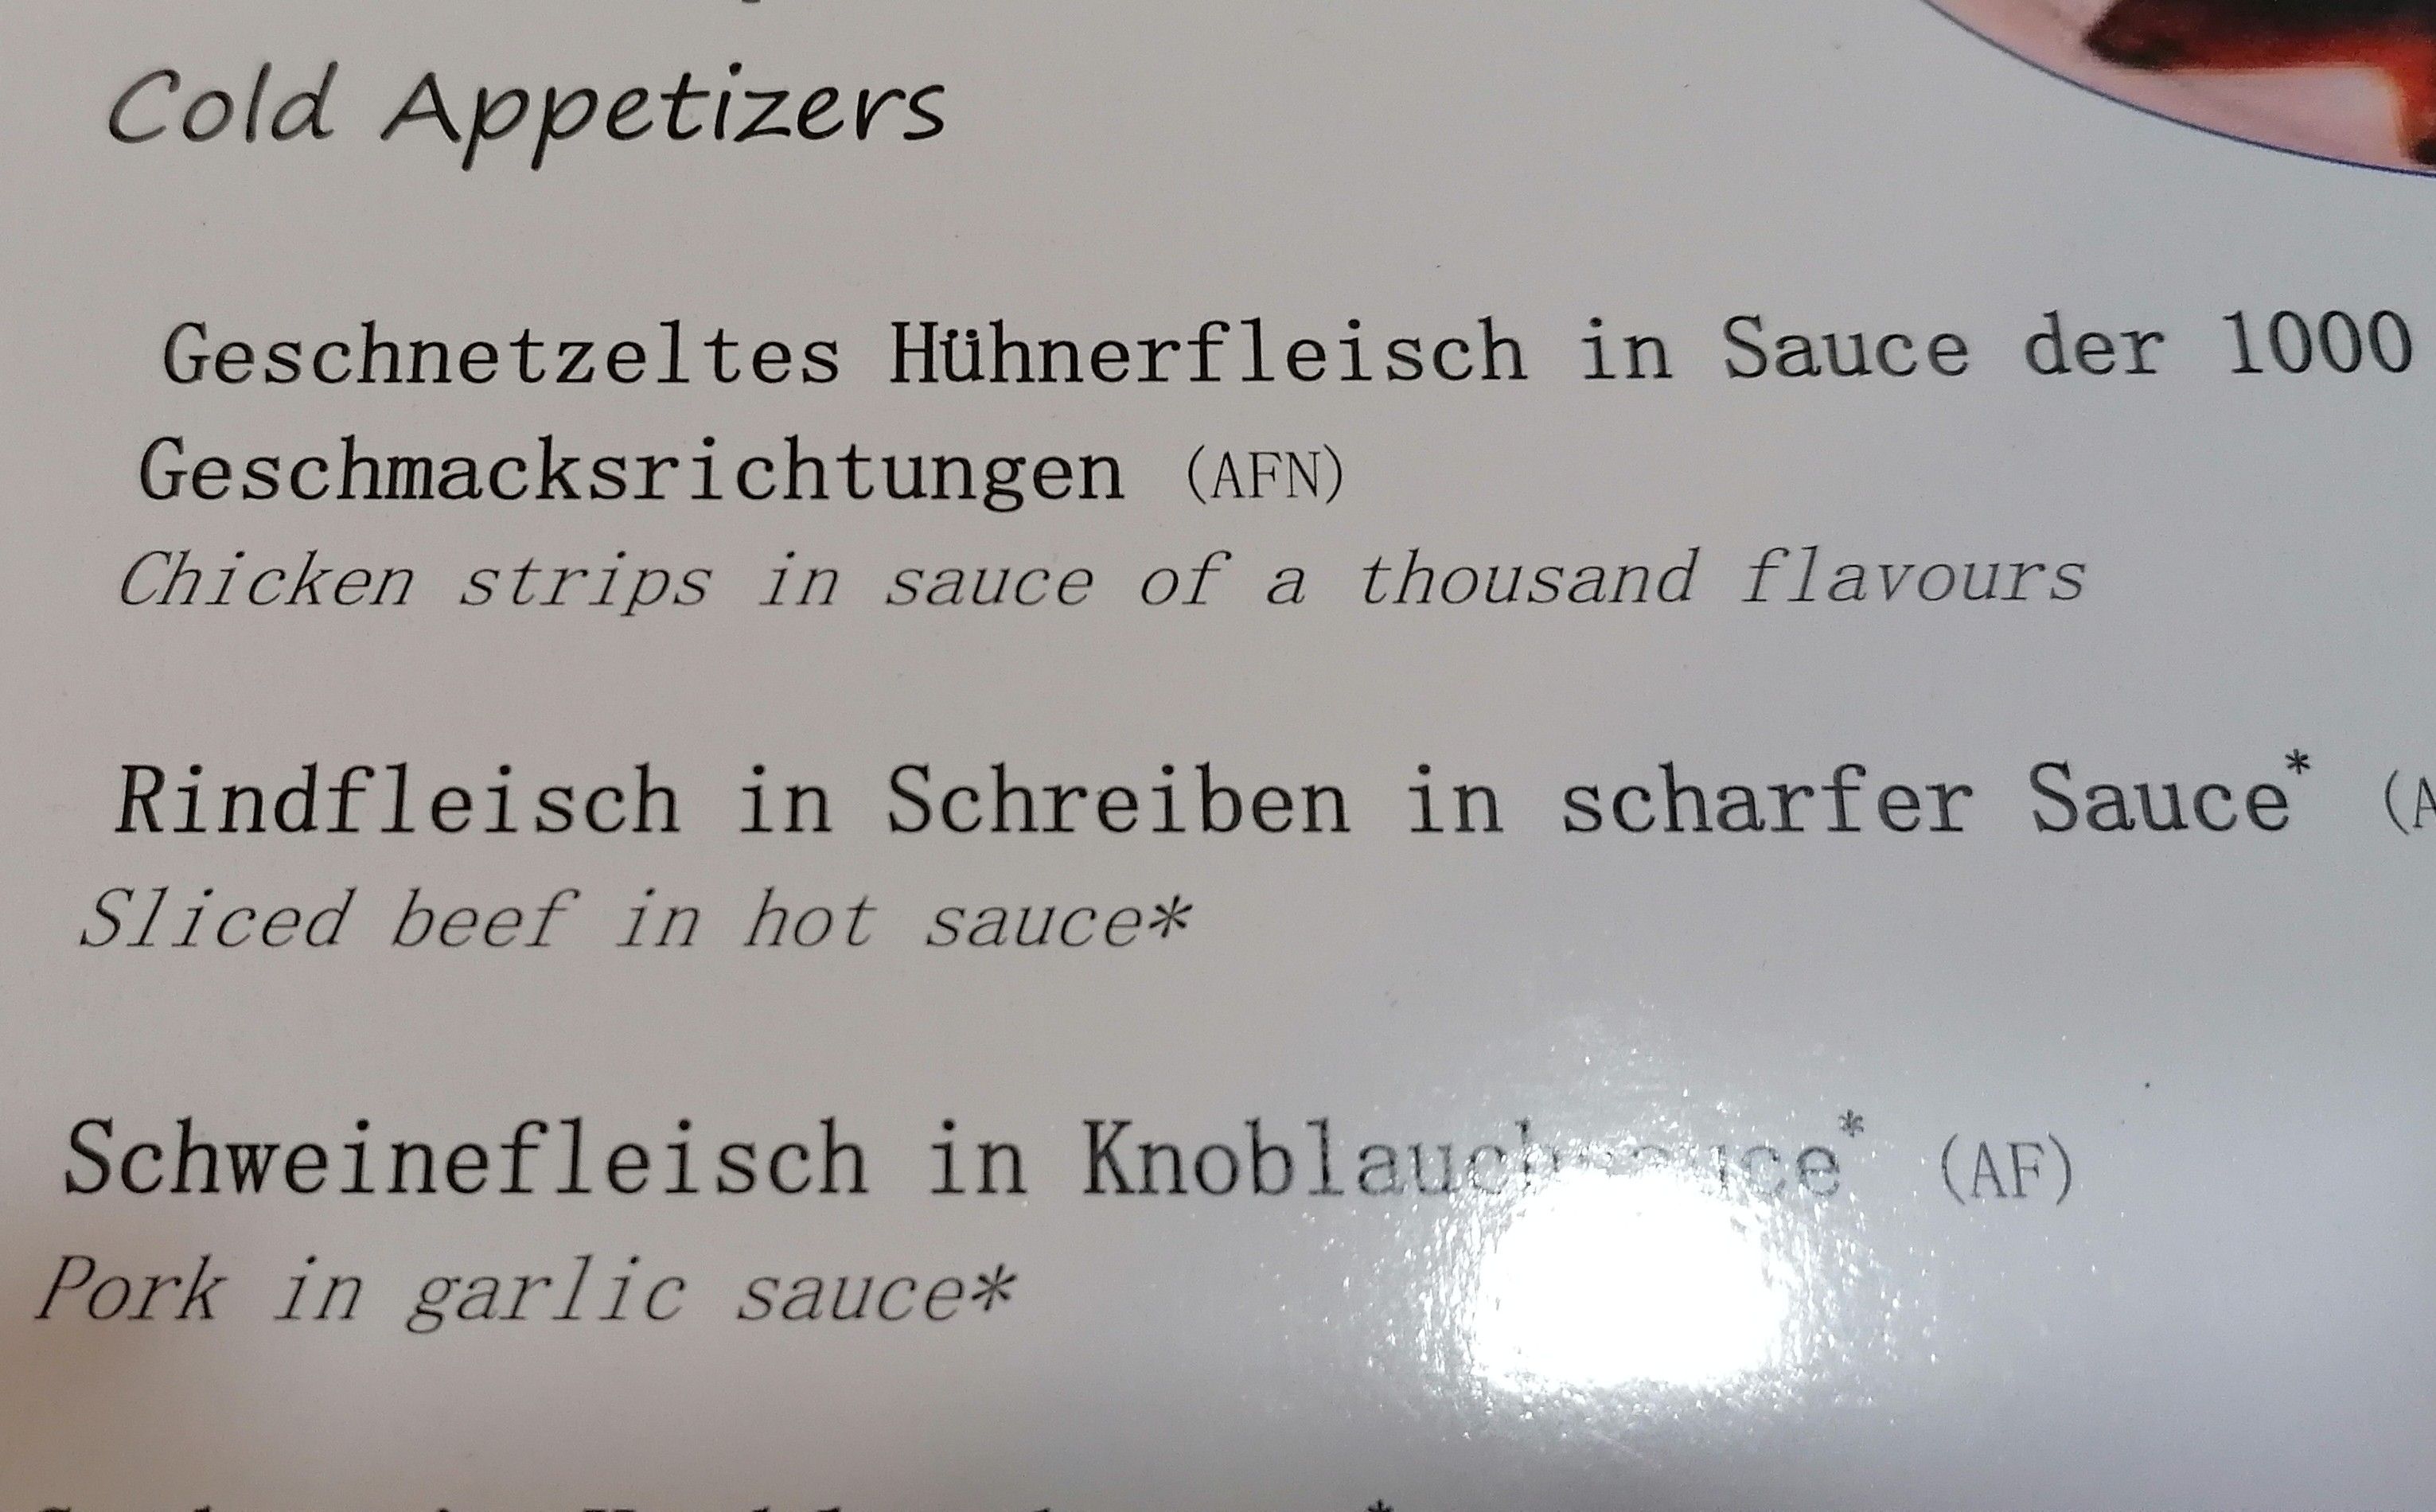 Cold Appetizers
Geschnetzeltes Hühnerfleisch in Sauce der 1000
Geschmacksrichtungen (AFN)
Chicken strips in sauce of a thousand flavours
Rindfleisch in Schreiben in scharfer Sauce* (A
Sliced beef in hot sauce*
Schweinefleisch in Knoblauchsauce* (AF)
Pork in garlic sauce*